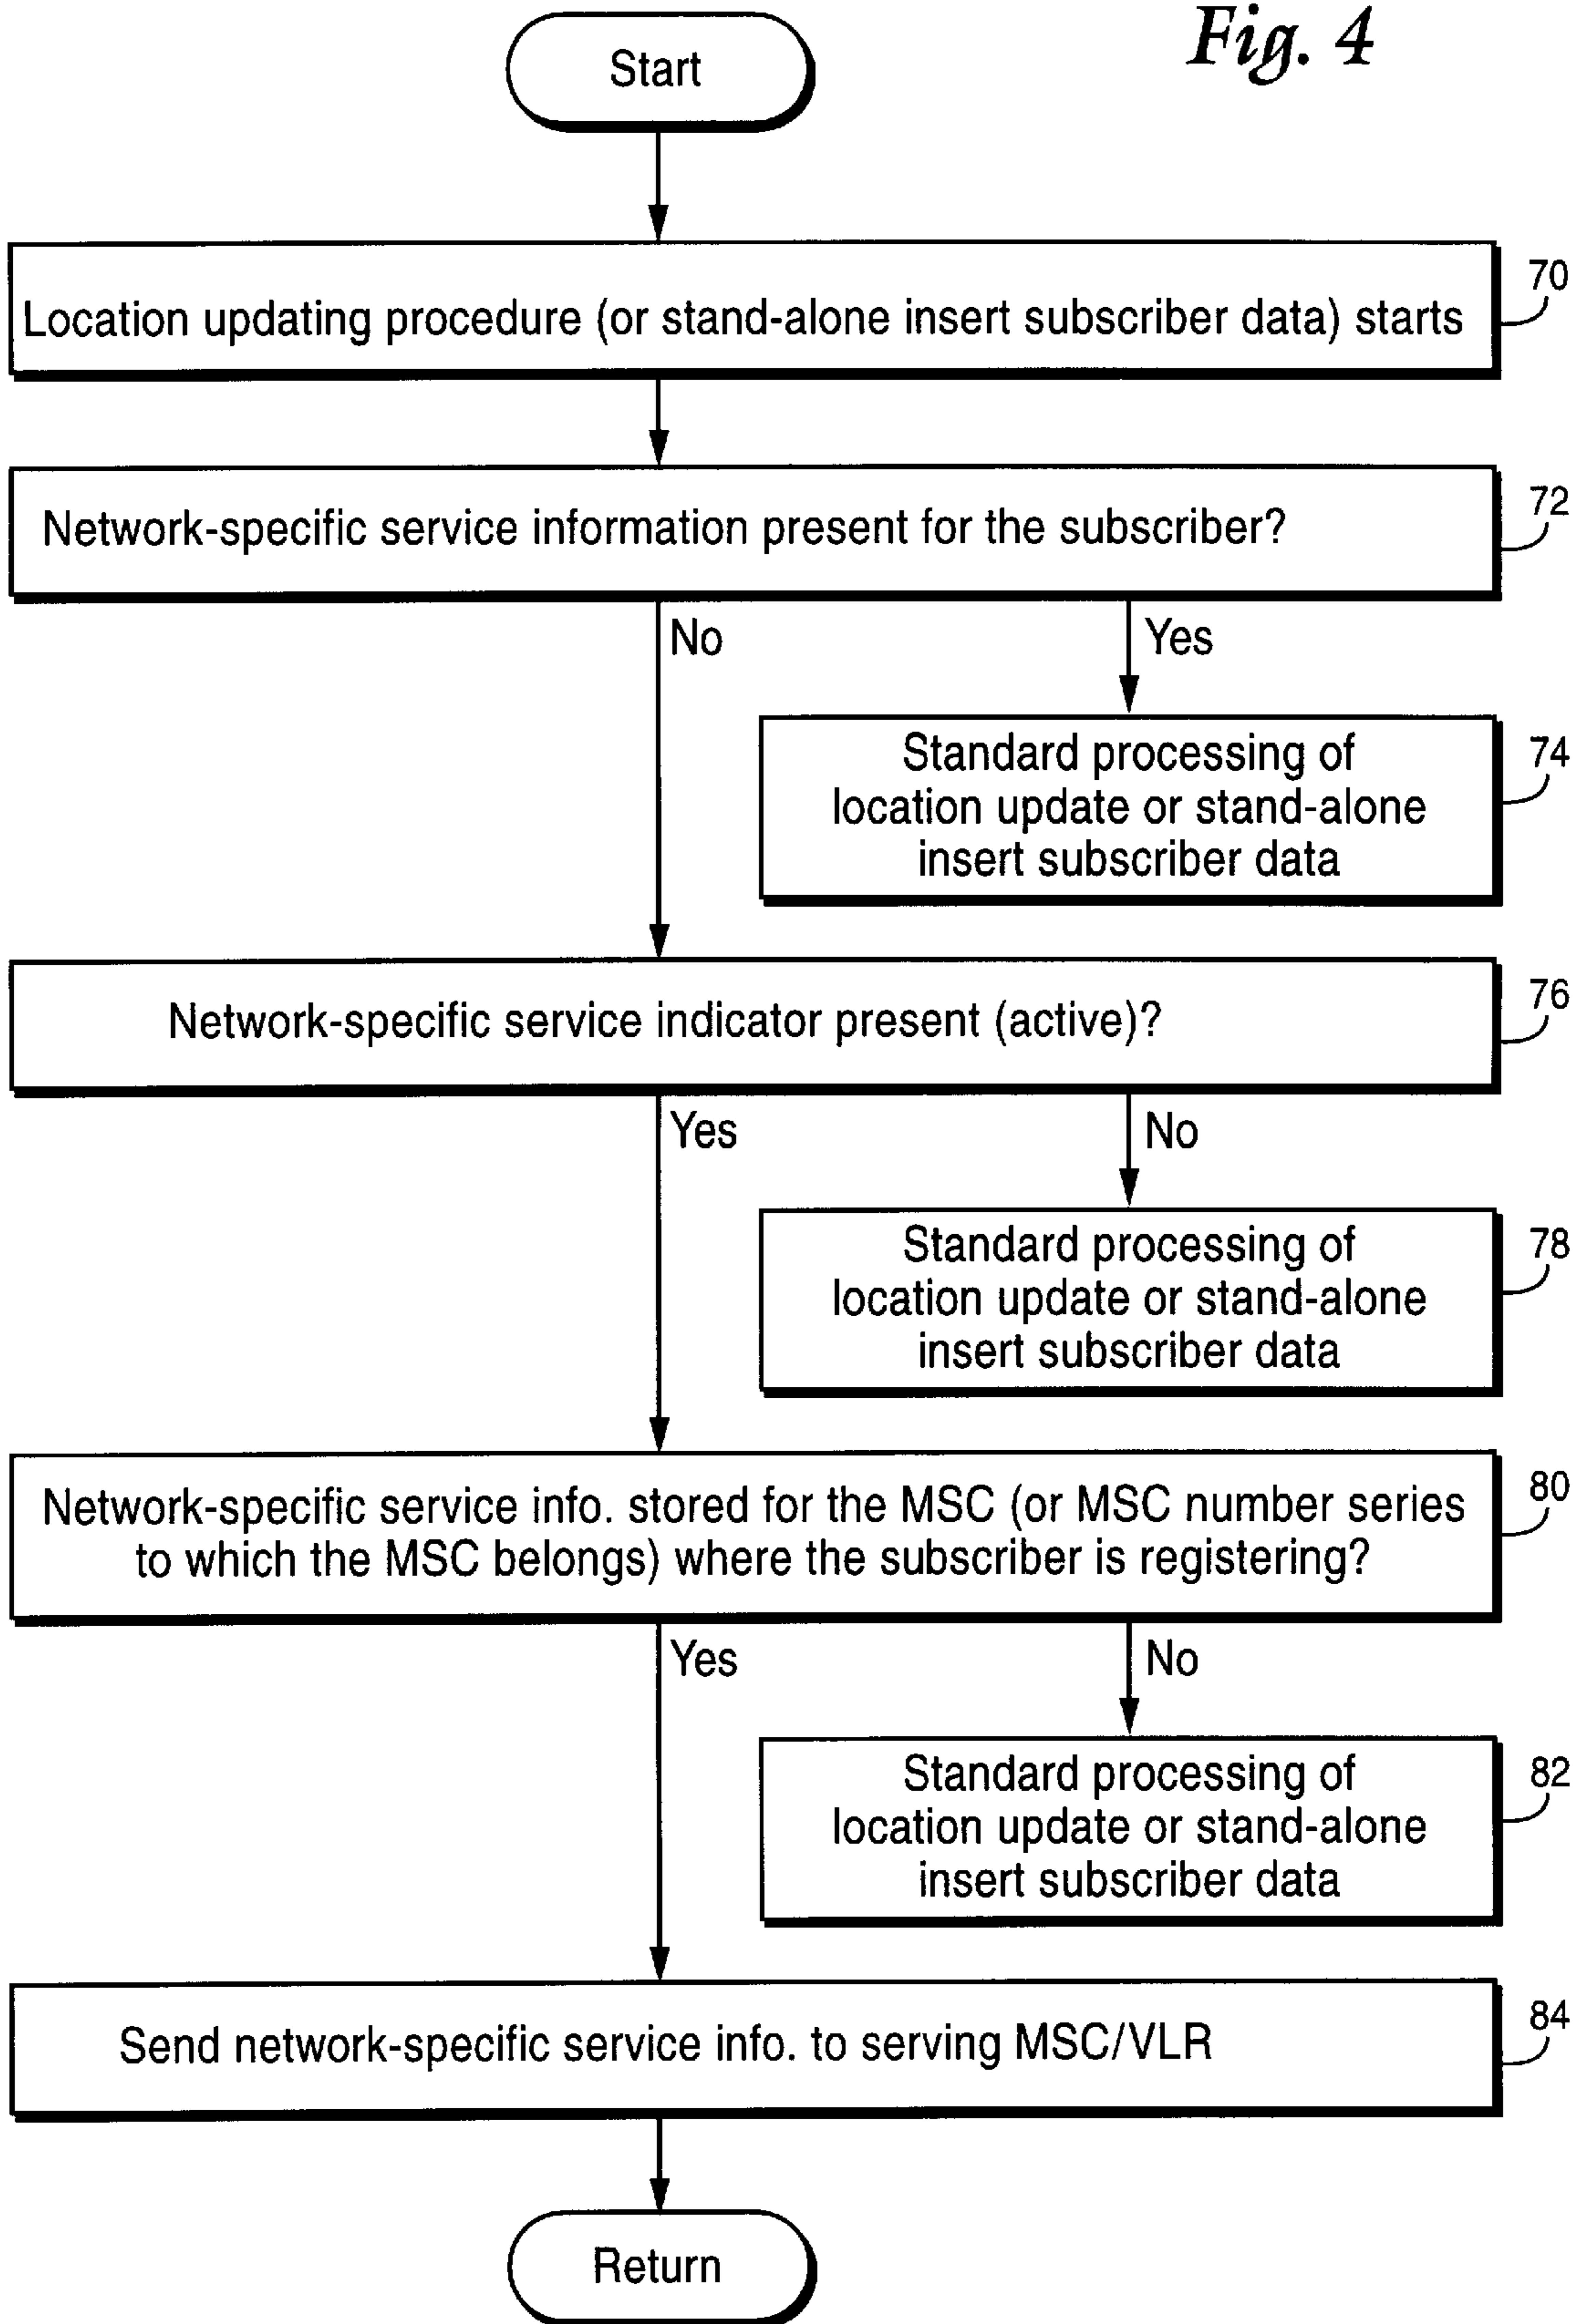 Fig. 4
Start
Location updating procedure (or stand-alone insert subscriber data) starts
70
Network-specific service information present for the subscriber?
72
No
Yes
Standard processing of
location update or stand-alone
insert subscriber data
74
Network-specific service indicator present (active)?
76
Yes
No
Standard processing of
location update or stand-alone
insert subscriber data
78
Network-specific service info. stored for the MSC (or MSC number series
to which the MSC belongs) where the subscriber is registering?
80
Yes
No
Standard processing of
location update or stand-alone
insert subscriber data
82
Send network-specific service info. to serving MSC/VLR
84
Return